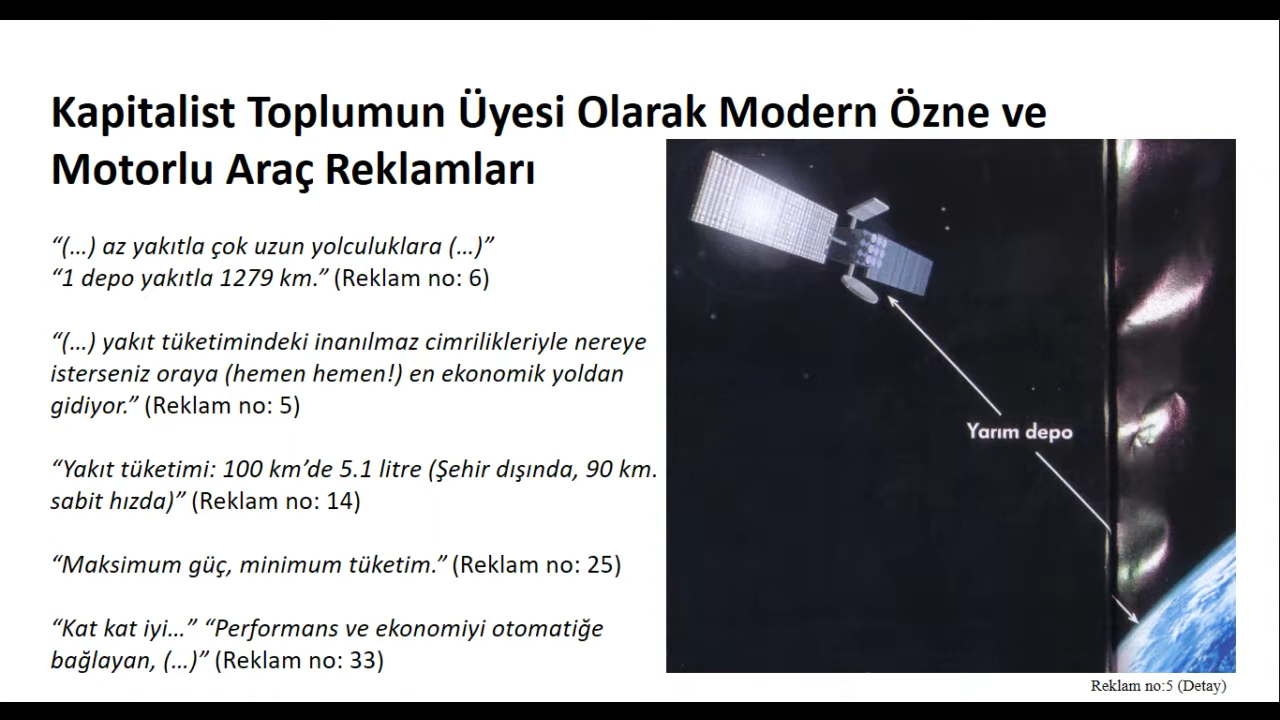 Kapitalist Toplumun Üyesi Olarak Modern Özne ve
Motorlu Araç Reklamları
“(…) az yakıtla çok uzun yolculuklara (…)”
“1 depo yakıtla 1279 km.” (Reklam no: 6)
“(…) yakıt tüketimindeki inanılmaz cimrilikleriyle nereye
isterseniz oraya (hemen hemen!) en ekonomik yoldan
gidiyor.” (Reklam no: 5)
“Yakıt tüketimi: 100 km’de 5.1 litre (Şehir dışında, 90 km.
sabit hızda)” (Reklam no: 14)
“Maksimum güç, minimum tüketim.” (Reklam no: 25)
“Kat kat iyi…” “Performans ve ekonomiyi otomatiğe
bağlayan, (…)” (Reklam no: 33)
Yarım depo
Reklam no:5 (Detay)